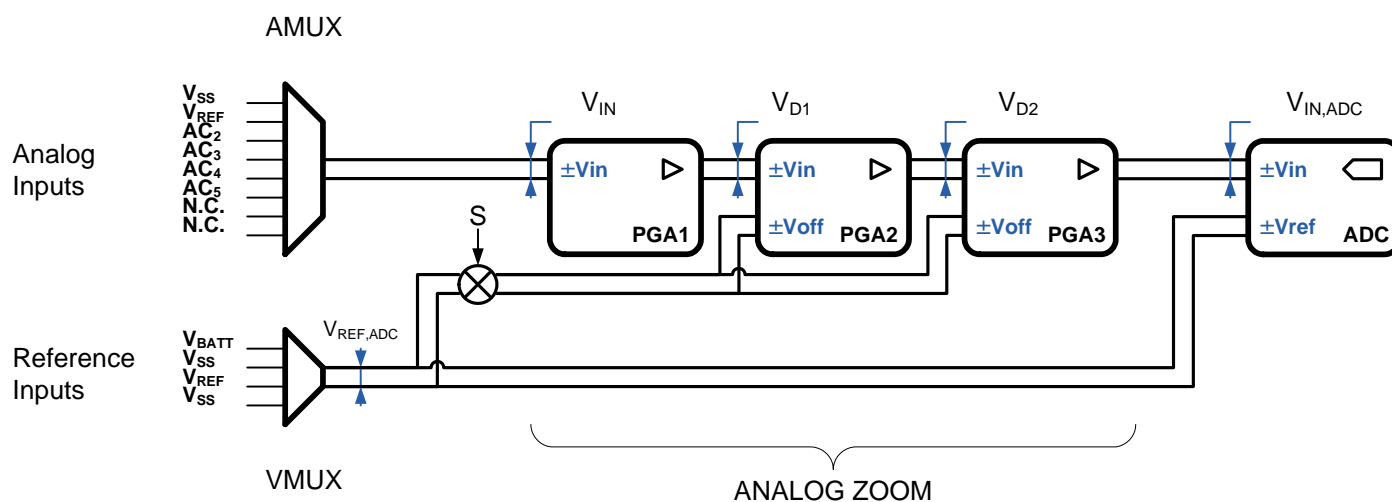 AMUX
Analog
Inputs
VSS
VREF
AC2
AC3
AC4
AC5
N.C.
N.C.
VIN
VD1
VD2
VIN,ADC
±Vin
PGA1
±Vin
±Voff
PGA2
±Vin
±Voff
PGA3
±Vin
±Vref
ADC
S
Reference
Inputs
VBATT
VSS
VREF
VSS
VREF,ADC
VMUX
ANALOG ZOOM